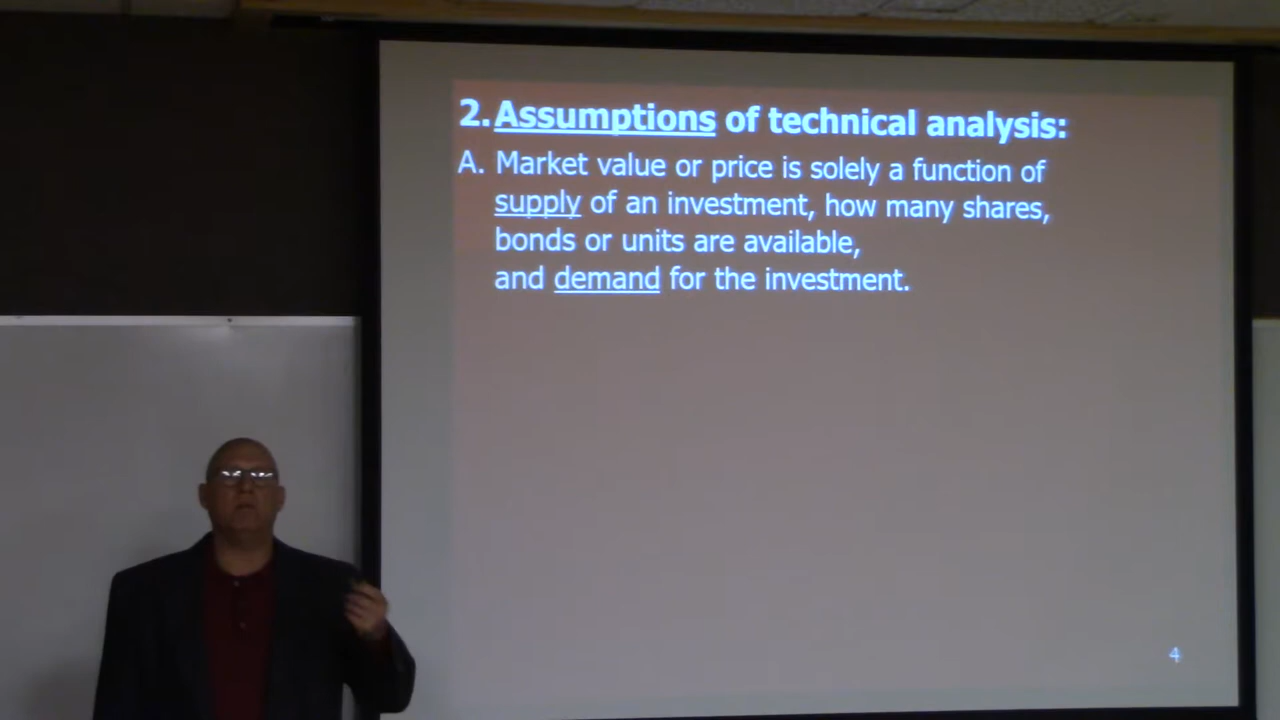 2. Assumptions of technical analysis:
A. Market value or price is solely a function of
supply of an investment, how many shares,
bonds or units are available,
and demand for the investment.
4